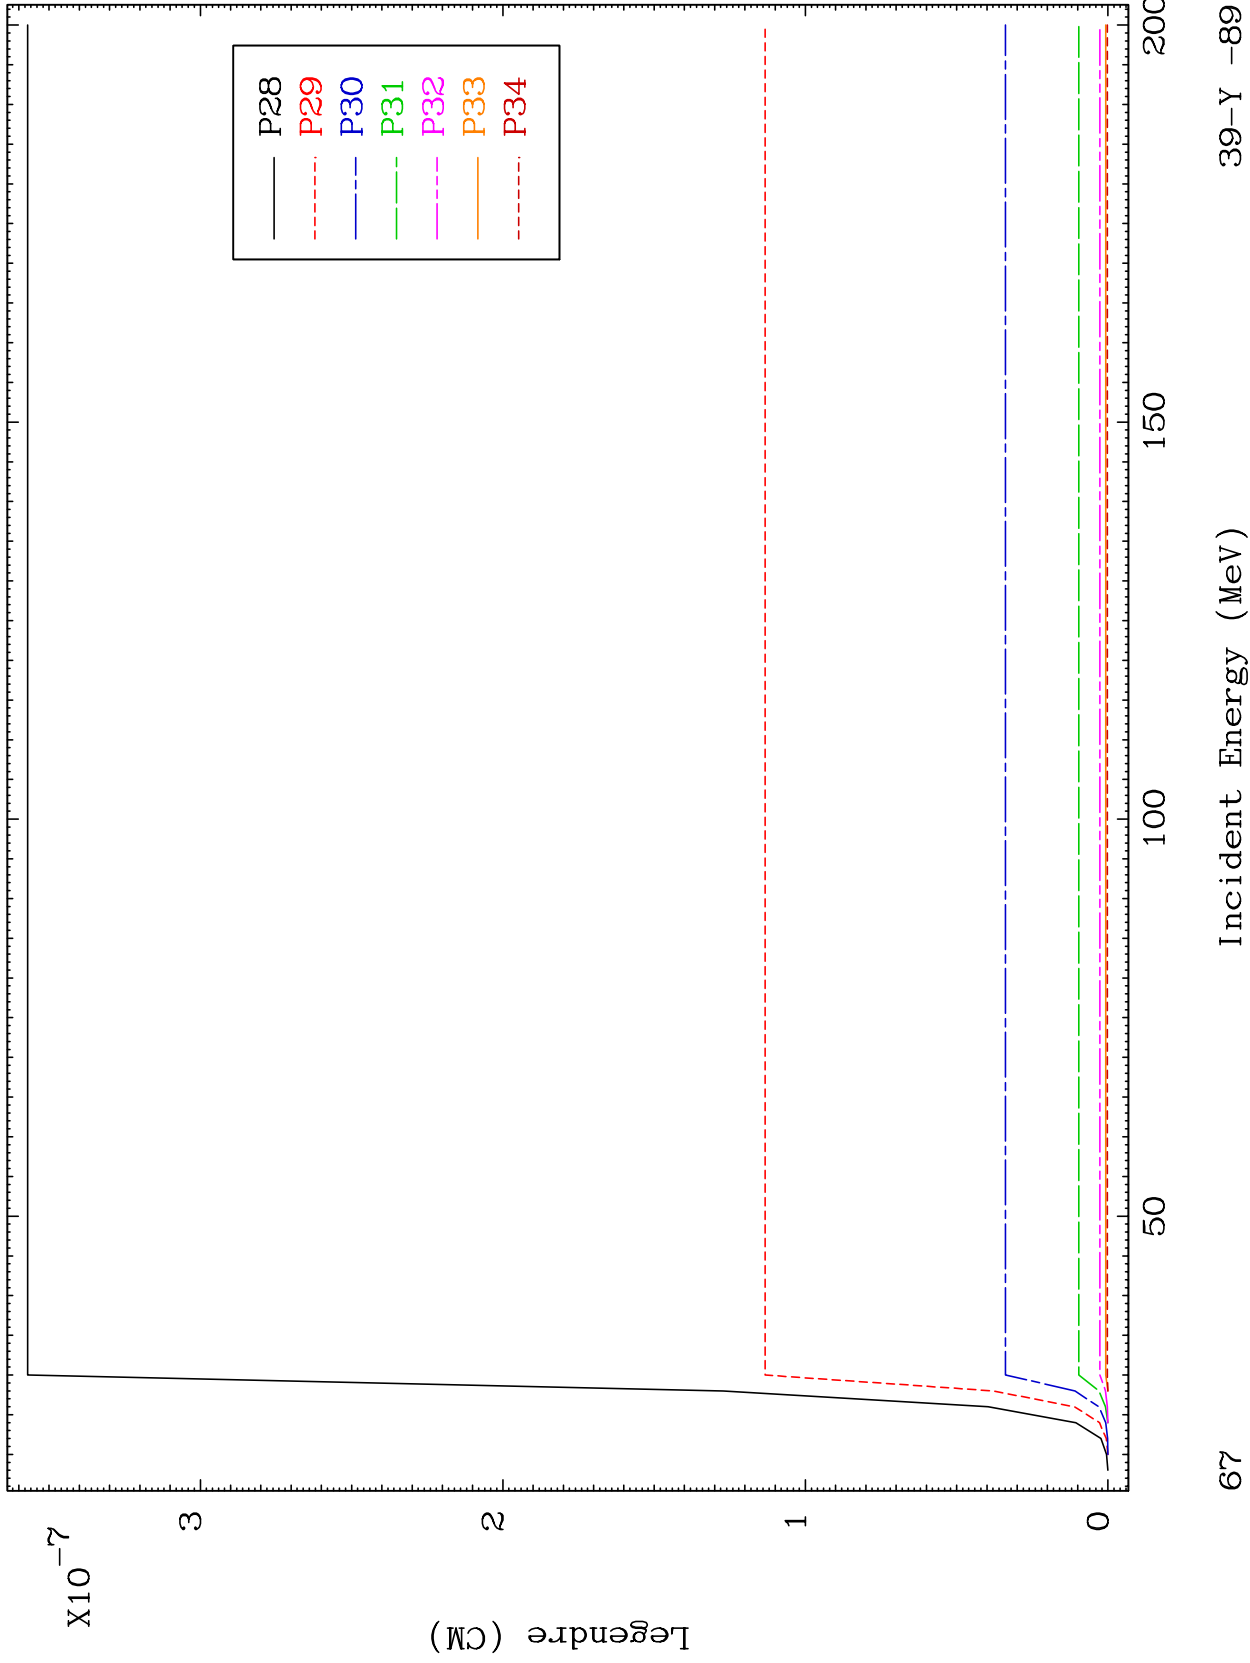 X10-7
3
2
1
0
Legendre (CM)
P28
P29
P30
P31
P32
P33
P34
50
100
150
200
Incident Energy (MeV)
67
39-Y -89